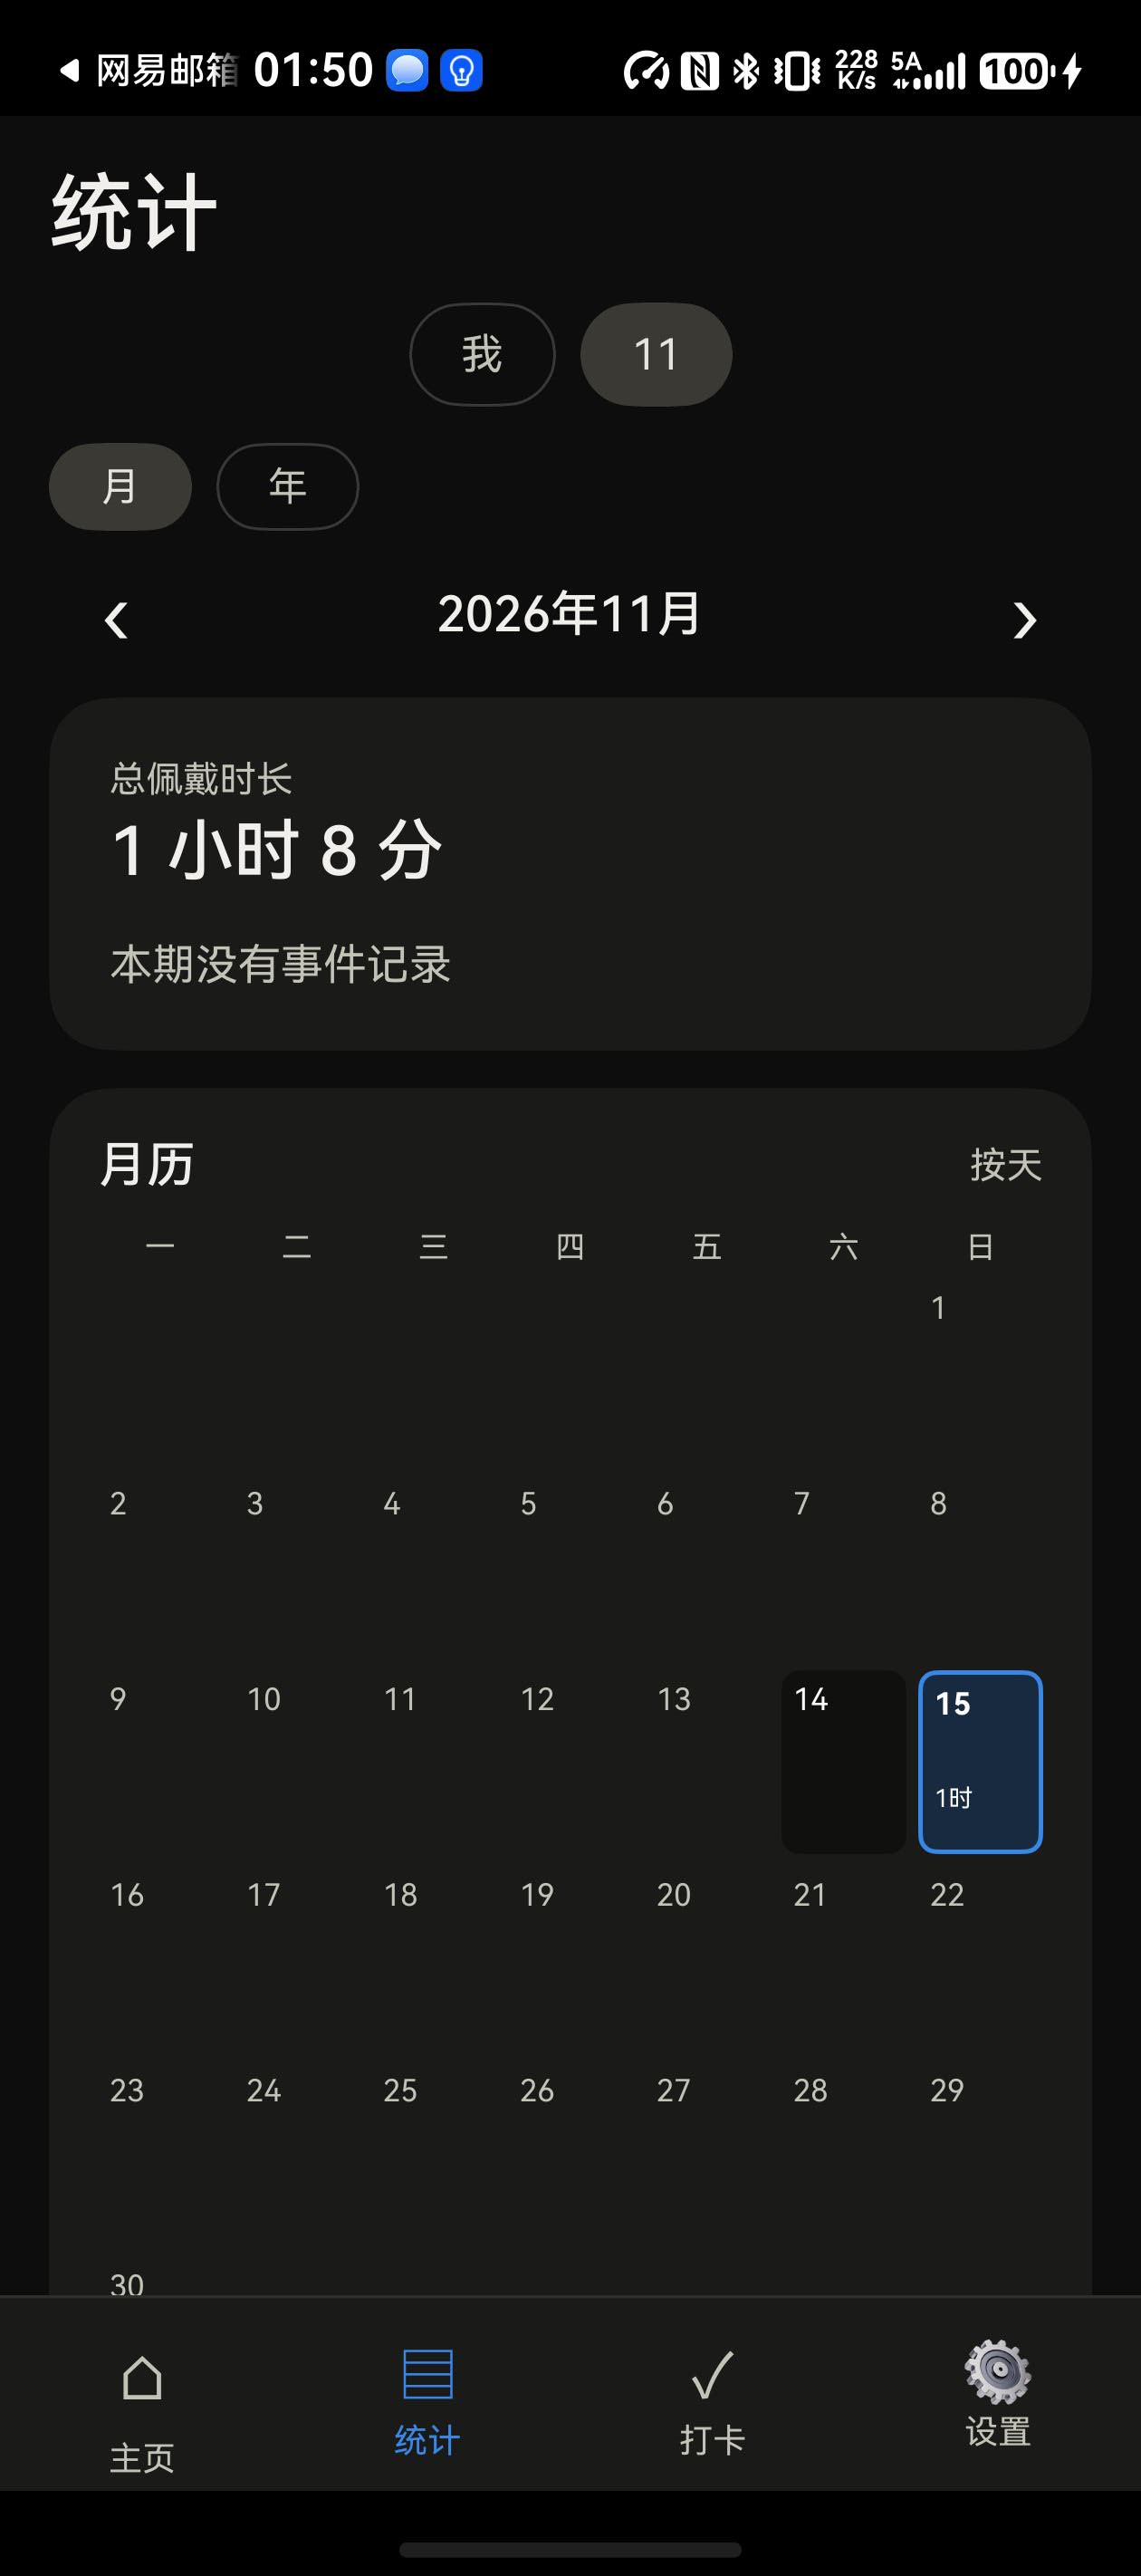 网易邮箱 01:50 228 K/s 5A 100
统计
我 11
月 年
‹ 2026年11月 ›
总佩戴时长
1 小时 8 分
本期没有事件记录
月历 按天
一 二 三 四 五 六 日
1
2 3 4 5 6 7 8
9 10 11 12 13 14 15
1时
16 17 18 19 20 21 22
23 24 25 26 27 28 29
30
主页 统计 打卡 设置